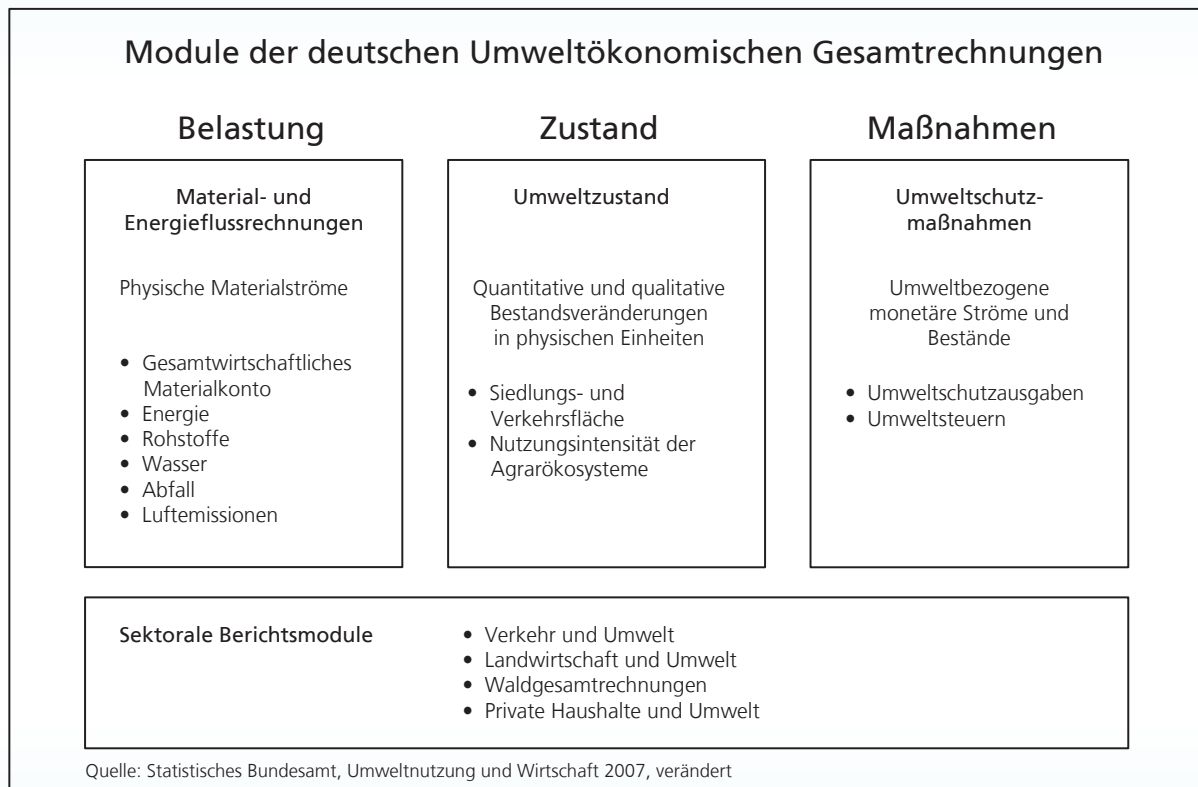 Module der deutschen Umweltökonomischen Gesamtrechnungen
Belastung
Material- und
Energieflussrechnungen
Physische Materialströme
• Gesamtwirtschaftliches
Materialkonto
• Energie
• Rohstoffe
• Wasser
• Abfall
• Luftemissionen
Zustand
Umweltzustand
Quantitative und qualitative
Bestandsveränderungen
in physischen Einheiten
• Siedlungs- und
Verkehrsfläche
• Nutzungsintensität der
Agrarökosysteme
Maßnahmen
Umweltschutz-
maßnahmen
Umweltbezogene
monetäre Ströme und
Bestände
• Umweltschutzausgaben
• Umweltsteuern
Sektorale Berichtsmodule
• Verkehr und Umwelt
• Landwirtschaft und Umwelt
• Waldgesamtrechnungen
• Private Haushalte und Umwelt
Quelle: Statistisches Bundesamt, Umweltnutzung und Wirtschaft 2007, verändert